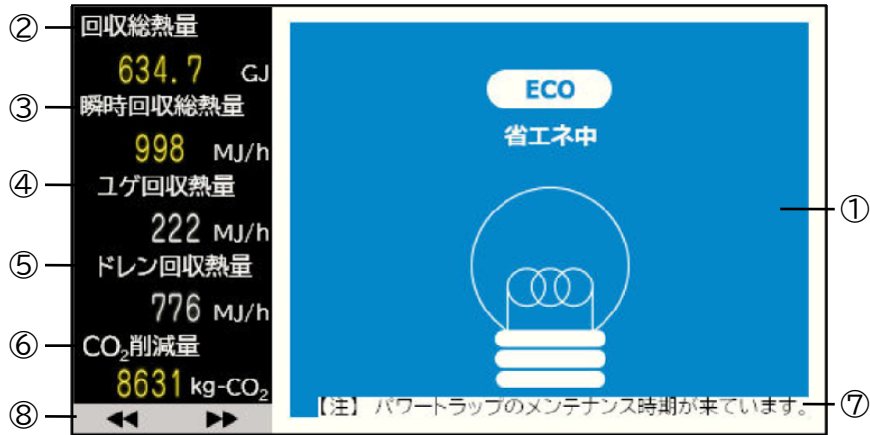 ② 回収総熱量
634.7 GJ
③ 瞬時回収総熱量
998 MJ/h
④ ユゲ回収熱量
222 MJ/h
⑤ ドレン回収熱量
776 MJ/h
⑥ CO₂削減量
8631 kg-CO₂
⑧ ◀◀ ▶▶
ECO
省エネ中
①
【注】 パワートラップのメンテナンス時期が来ています。 ⑦